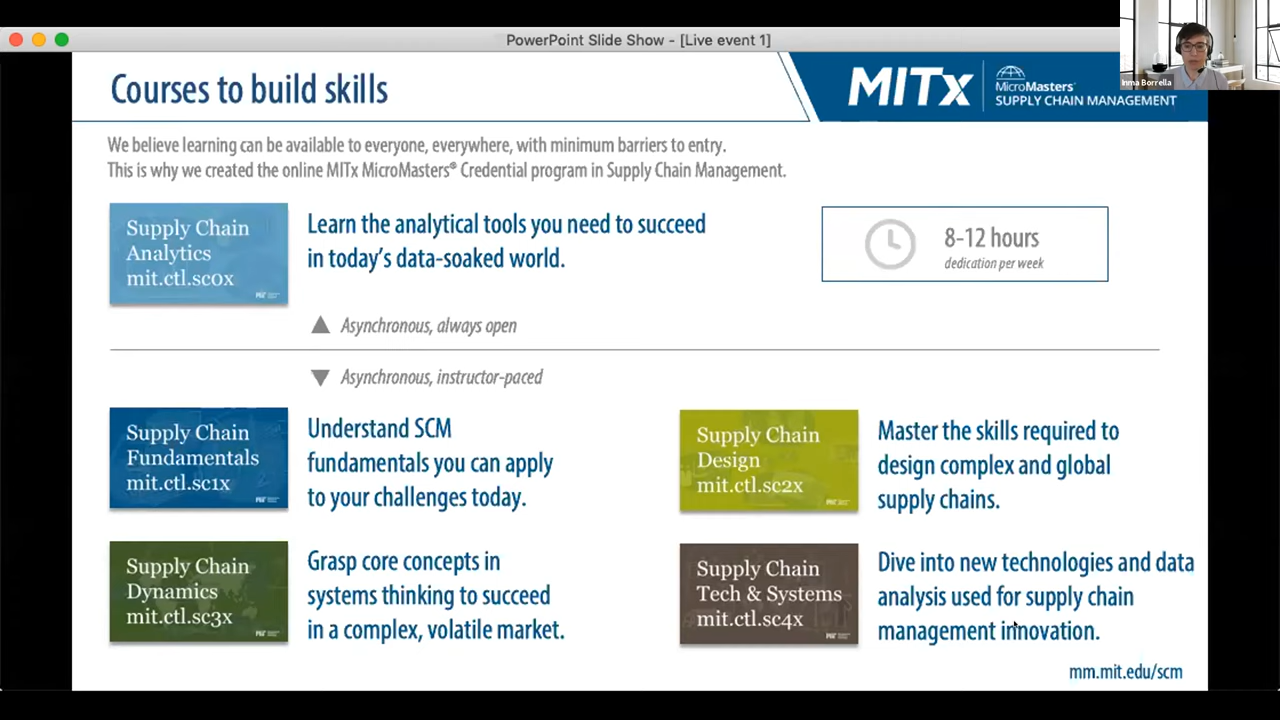 PowerPoint Slide Show - [Live event 1]
Inma Borrella
Courses to build skills
MITx
MicroMasters®
SUPPLY CHAIN MANAGEMENT
We believe learning can be available to everyone, everywhere, with minimum barriers to entry.
This is why we created the online MITx MicroMasters® Credential program in Supply Chain Management.
Supply Chain
Analytics
mit.ctl.sc0x
Learn the analytical tools you need to succeed
in today's data-soaked world.
8-12 hours
dedication per week
▲ Asynchronous, always open
▼ Asynchronous, instructor-paced
Supply Chain
Fundamentals
mit.ctl.sc1x
Understand SCM
fundamentals you can apply
to your challenges today.
Supply Chain
Design
mit.ctl.sc2x
Master the skills required to
design complex and global
supply chains.
Supply Chain
Dynamics
mit.ctl.sc3x
Grasp core concepts in
systems thinking to succeed
in a complex, volatile market.
Supply Chain
Tech & Systems
mit.ctl.sc4x
Dive into new technologies and data
analysis used for supply chain
management innovation.
mm.mit.edu/scm